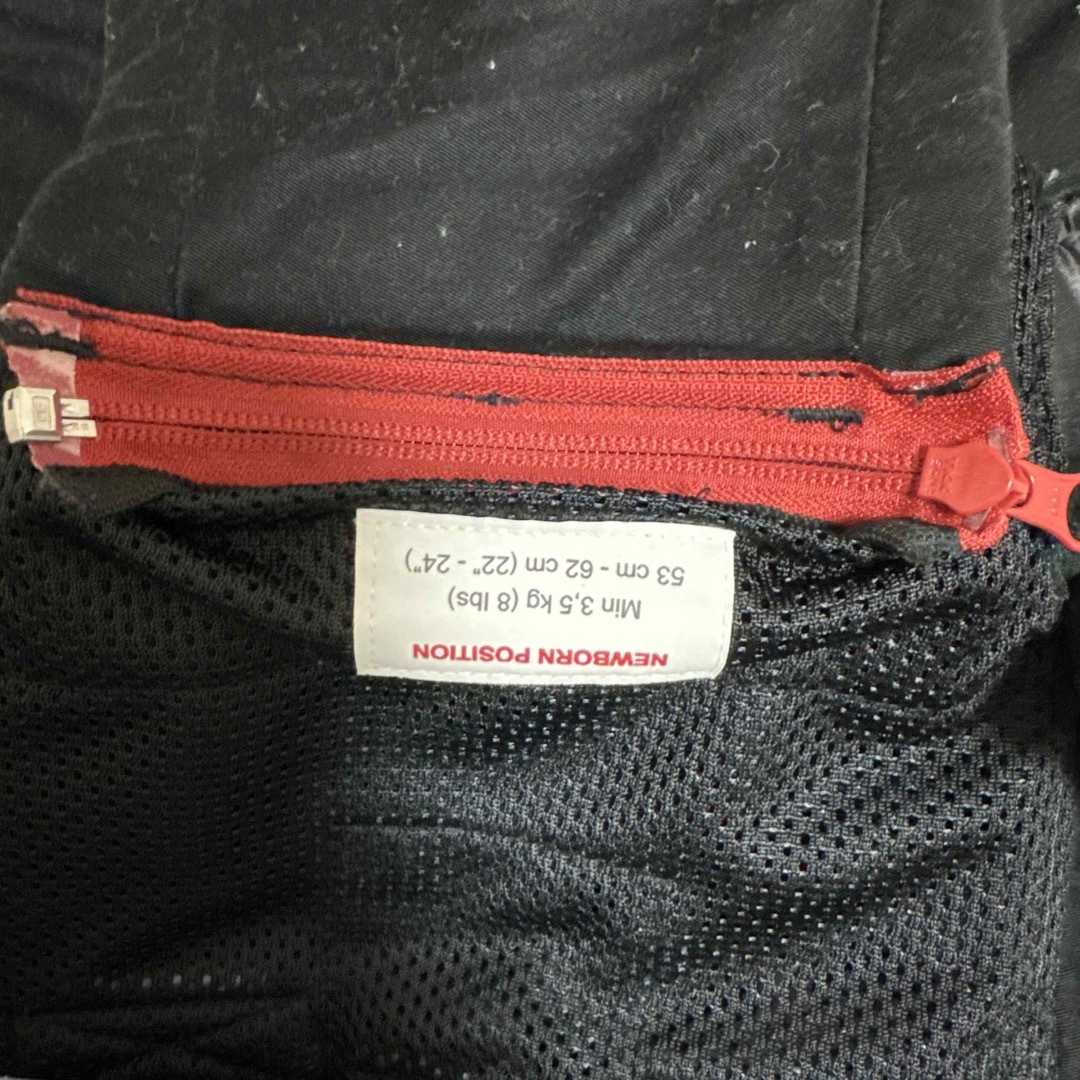 NEWBORN POSITION
Min 3,5 kg (8 lbs)
53 cm - 62 cm (22" - 24")